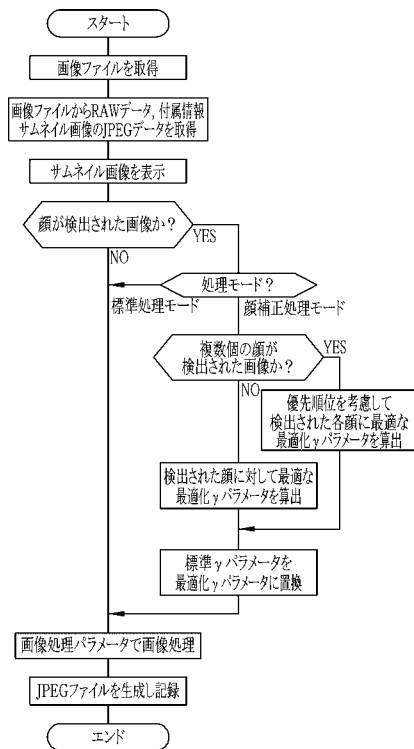 スタート
画像ファイルを取得
画像ファイルからRAWデータ,付属情報
サムネイル画像のJPEGデータを取得
サムネイル画像を表示
顔が検出された画像か?
YES
NO
処理モード?
標準処理モード
顔補正処理モード
複数個の顔が
検出された画像か?
YES
NO
優先順位を考慮して
検出された各顔に最適な
最適化γパラメータを算出
検出された顔に対して最適な
最適化γパラメータを算出
標準γパラメータを
最適化γパラメータに置換
画像処理パラメータで画像処理
JPEGファイルを生成し記録
エンド